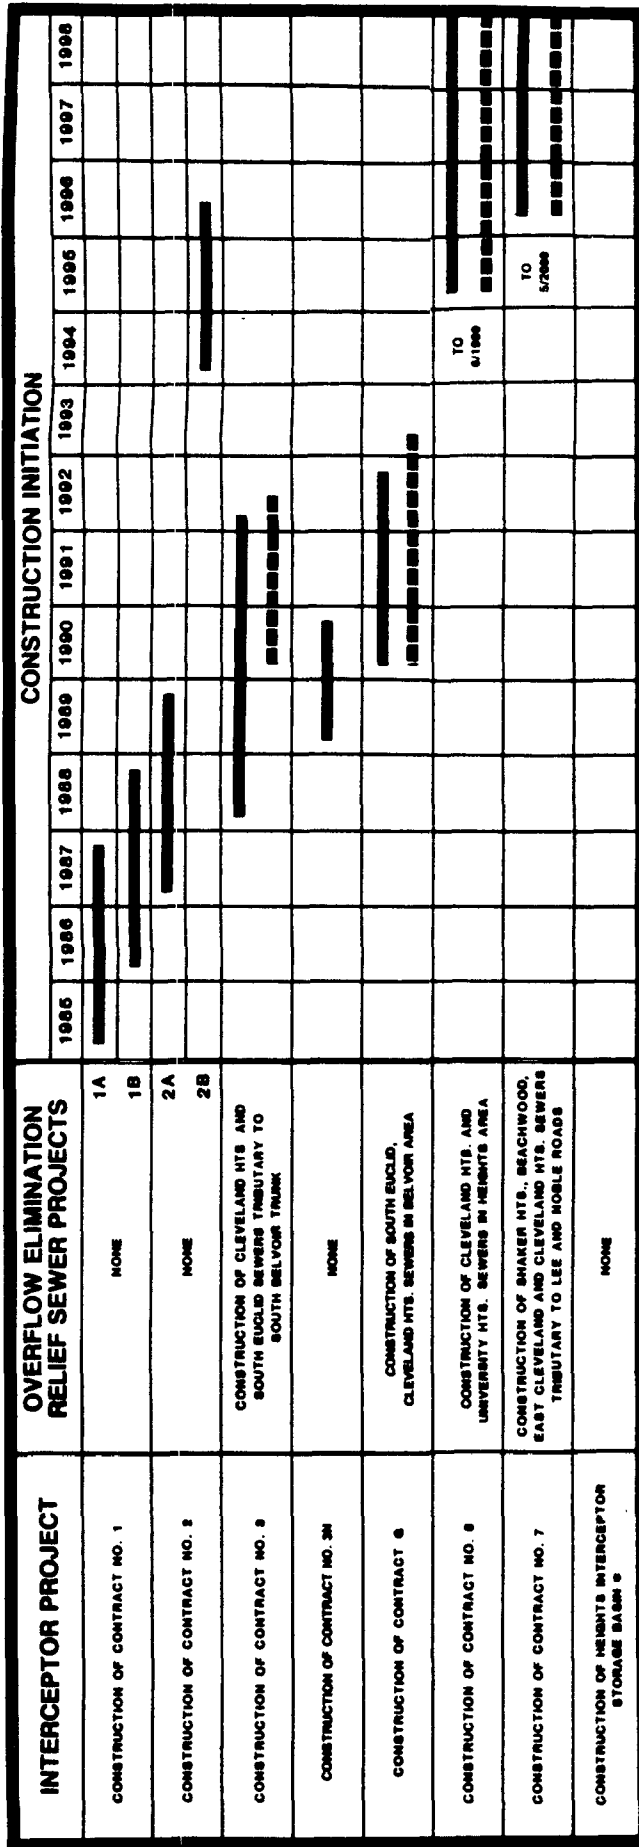 INTERCEPTOR PROJECT
OVERFLOW ELIMINATION
RELIEF SEWER PROJECTS
CONSTRUCTION INITIATION
1985 1986 1987 1988 1989 1990 1991 1992 1993 1994 1995 1996 1997 1998
CONSTRUCTION OF CONTRACT NO. 1
NONE
1A
1B
CONSTRUCTION OF CONTRACT NO. 2
NONE
2A
2B
CONSTRUCTION OF CONTRACT NO. 3
CONSTRUCTION OF CLEVELAND HTS AND
SOUTH EUCLID SEWERS TRIBUTARY TO
SOUTH BELVOIR TRUNK
CONSTRUCTION OF CONTRACT NO. 3N
NONE
CONSTRUCTION OF CONTRACT
CONSTRUCTION OF SOUTH EUCLID,
CLEVELAND HTS. SEWERS IN BELVOIR AREA
CONSTRUCTION OF CONTRACT NO.
CONSTRUCTION OF CLEVELAND HTS. AND
UNIVERSITY HTS. SEWERS IN HEIGHTS AREA
TO
CONSTRUCTION OF CONTRACT NO. 7
CONSTRUCTION OF SHAKER HTS., BEACHWOOD,
EAST CLEVELAND AND CLEVELAND HTS. SEWERS
TRIBUTARY TO LEE AND NOBLE ROADS
TO
5/2000
CONSTRUCTION OF HEIGHTS INTERCEPTOR
STORAGE BASIN
NONE